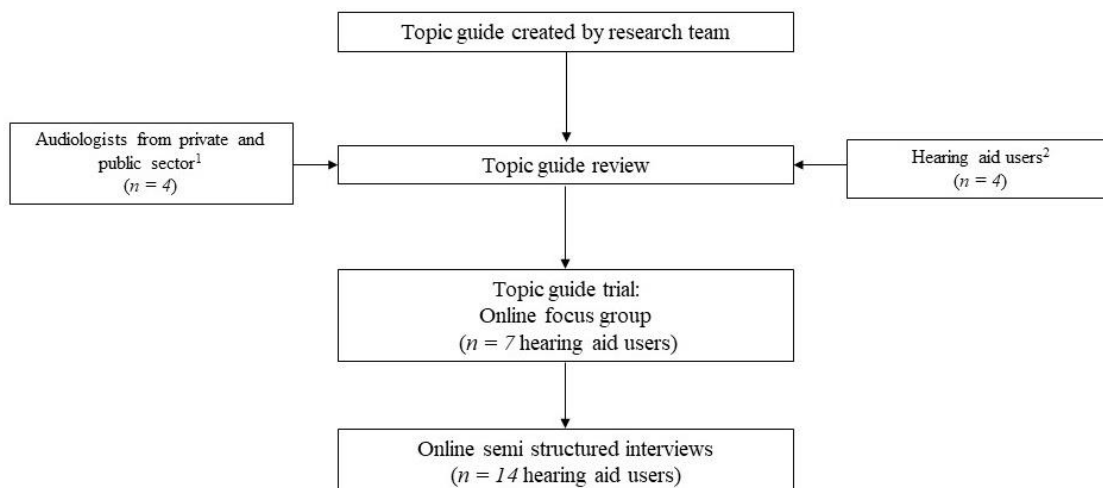 Topic guide created by research team
Audiologists from private and
public sector¹
(n = 4)
Topic guide review
Hearing aid users²
(n = 4)
Topic guide trial:
Online focus group
(n = 7 hearing aid users)
Online semi structured interviews
(n = 14 hearing aid users)